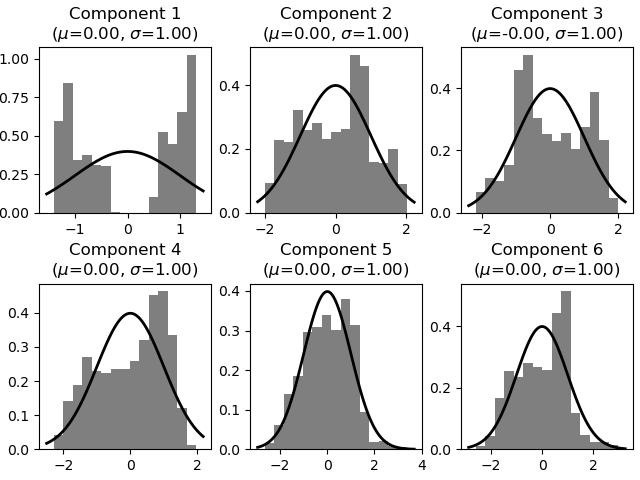 Component 1
(μ=0.00, σ=1.00)
Component 2
(μ=0.00, σ=1.00)
Component 3
(μ=-0.00, σ=1.00)
1.00
0.75
0.50
0.25
0.00
−1 0 1
0.4
0.2
0.0
−2 0 2
0.4
0.2
0.0
−2 0 2
Component 4
(μ=0.00, σ=1.00)
Component 5
(μ=0.00, σ=1.00)
Component 6
(μ=0.00, σ=1.00)
0.4
0.3
0.2
0.1
0.0
−2 0 2
0.4
0.3
0.2
0.1
0.0
−2 0 2 4
0.4
0.2
0.0
−2 0 2